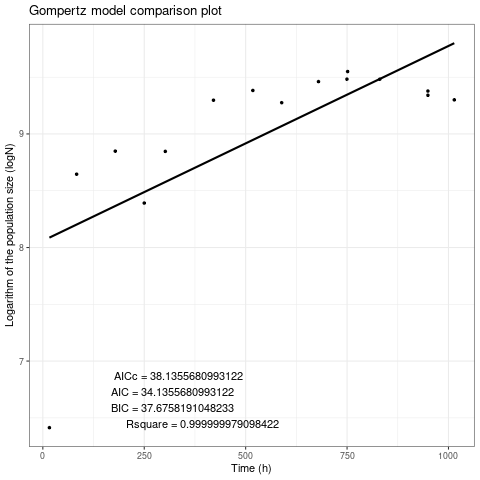 Gompertz model comparison plot
Logarithm of the population size (logN)
9
8
7
AICc = 38.1355680993122
AIC = 34.1355680993122
BIC = 37.6758191048233
Rsquare = 0.999999979098422
0 250 500 750 1000
Time (h)